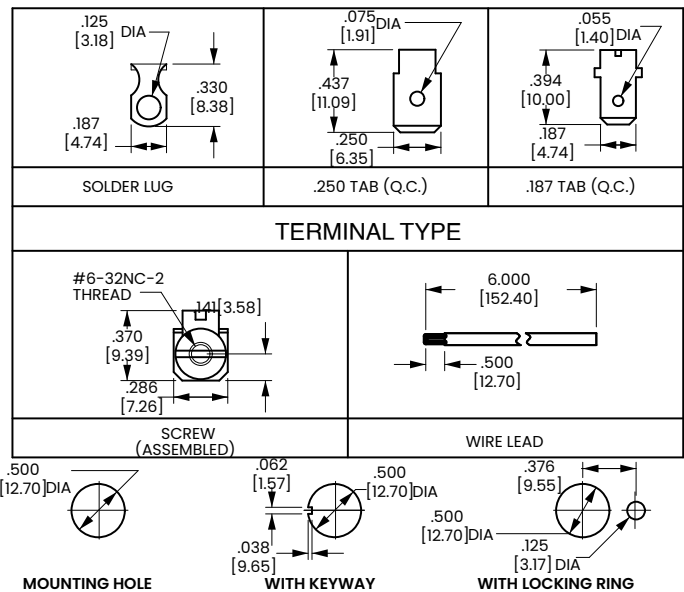 .125
[3.18] DIA
.330
[8.38]
.187
[4.74]
SOLDER LUG
.075
[1.91] DIA
.437
[11.09]
.250
[6.35]
.250 TAB (Q.C.)
.055
[1.40] DIA
.394
[10.00]
.187
[4.74]
.187 TAB (Q.C.)
TERMINAL TYPE
#6-32NC-2
THREAD
.141[3.58]
.370
[9.39]
.286
[7.26]
SCREW
(ASSEMBLED)
6.000
[152.40]
.500
[12.70]
WIRE LEAD
.500
[12.70]DIA
MOUNTING HOLE
.062
[1.57]
.500
[12.70]DIA
.038
[9.65]
WITH KEYWAY
.376
[9.55]
.500
[12.70]DIA
.125
[3.17] DIA
WITH LOCKING RING